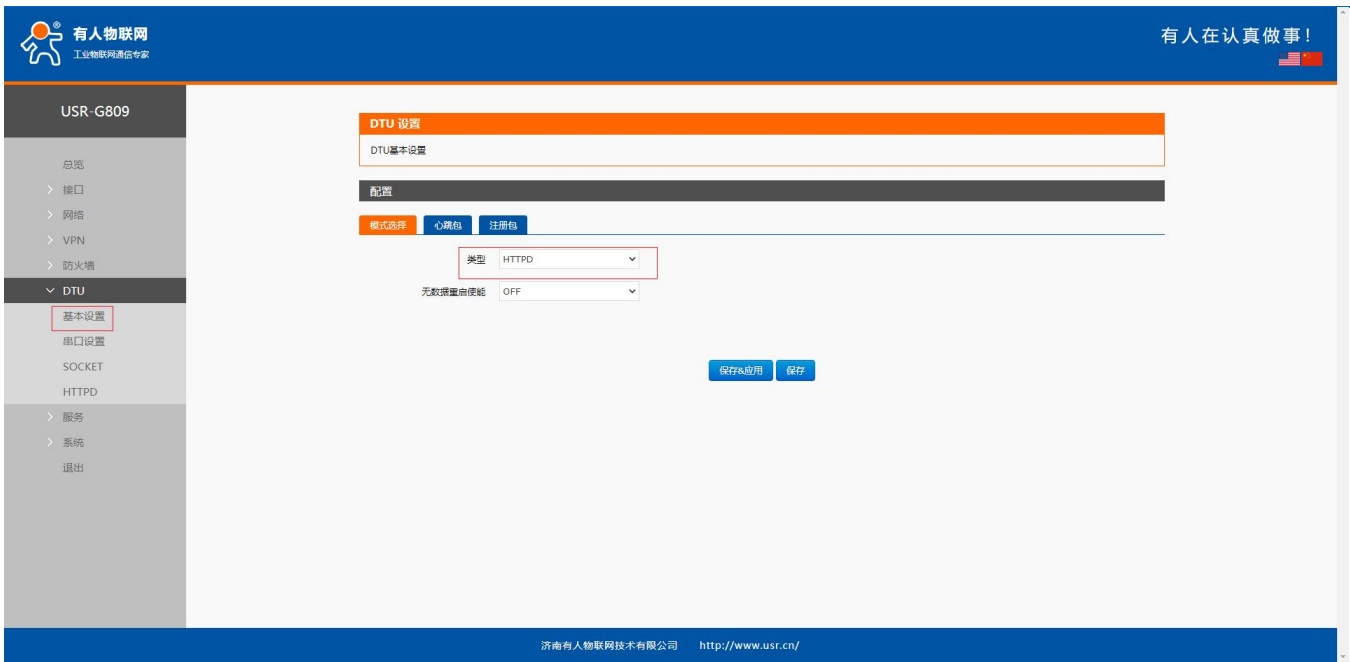 有人物联网
®
工业物联网通信专家
有人在认真做事！
USR-G809
总览
接口
网络
VPN
防火墙
DTU
基本设置
串口设置
SOCKET
HTTPD
服务
系统
退出
DTU 设置
DTU基本设置
配置
模式选择 心跳包 注册包
类型 HTTPD
无数据重启使能 OFF
保存&应用 保存
济南有人物联网技术有限公司 http://www.usr.cn/